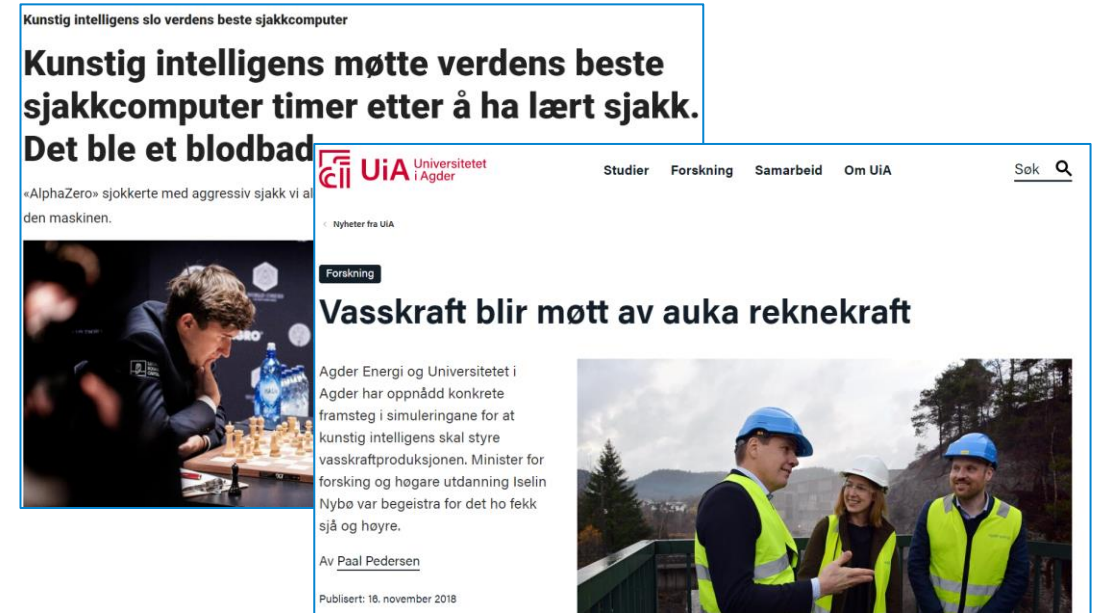 Kunstig intelligens slo verdens beste sjakkcomputer
Kunstig intelligens møtte verdens beste
sjakkcomputer timer etter å ha lært sjakk.
Det ble et blodbad
«AlphaZero» sjokkerte med aggressiv sjakk vi
den maskinen.
UiA Universitetet
i Agder
Studier Forskning Samarbeid Om UiA Søk
Nyheter fra UiA
Forskning
Vasskraft blir møtt av auka reknekraft
Agder Energi og Universitetet i
Agder har oppnådd konkrete
framsteg i simuleringane for at
kunstig intelligens skal styre
vasskraftproduksjonen. Minister for
forsking og høgare utdanning Iselin
Nybø var begeistra for det ho fekk
sjå og høyre.
Av Paal Pedersen
Publisert: 16. november 2018